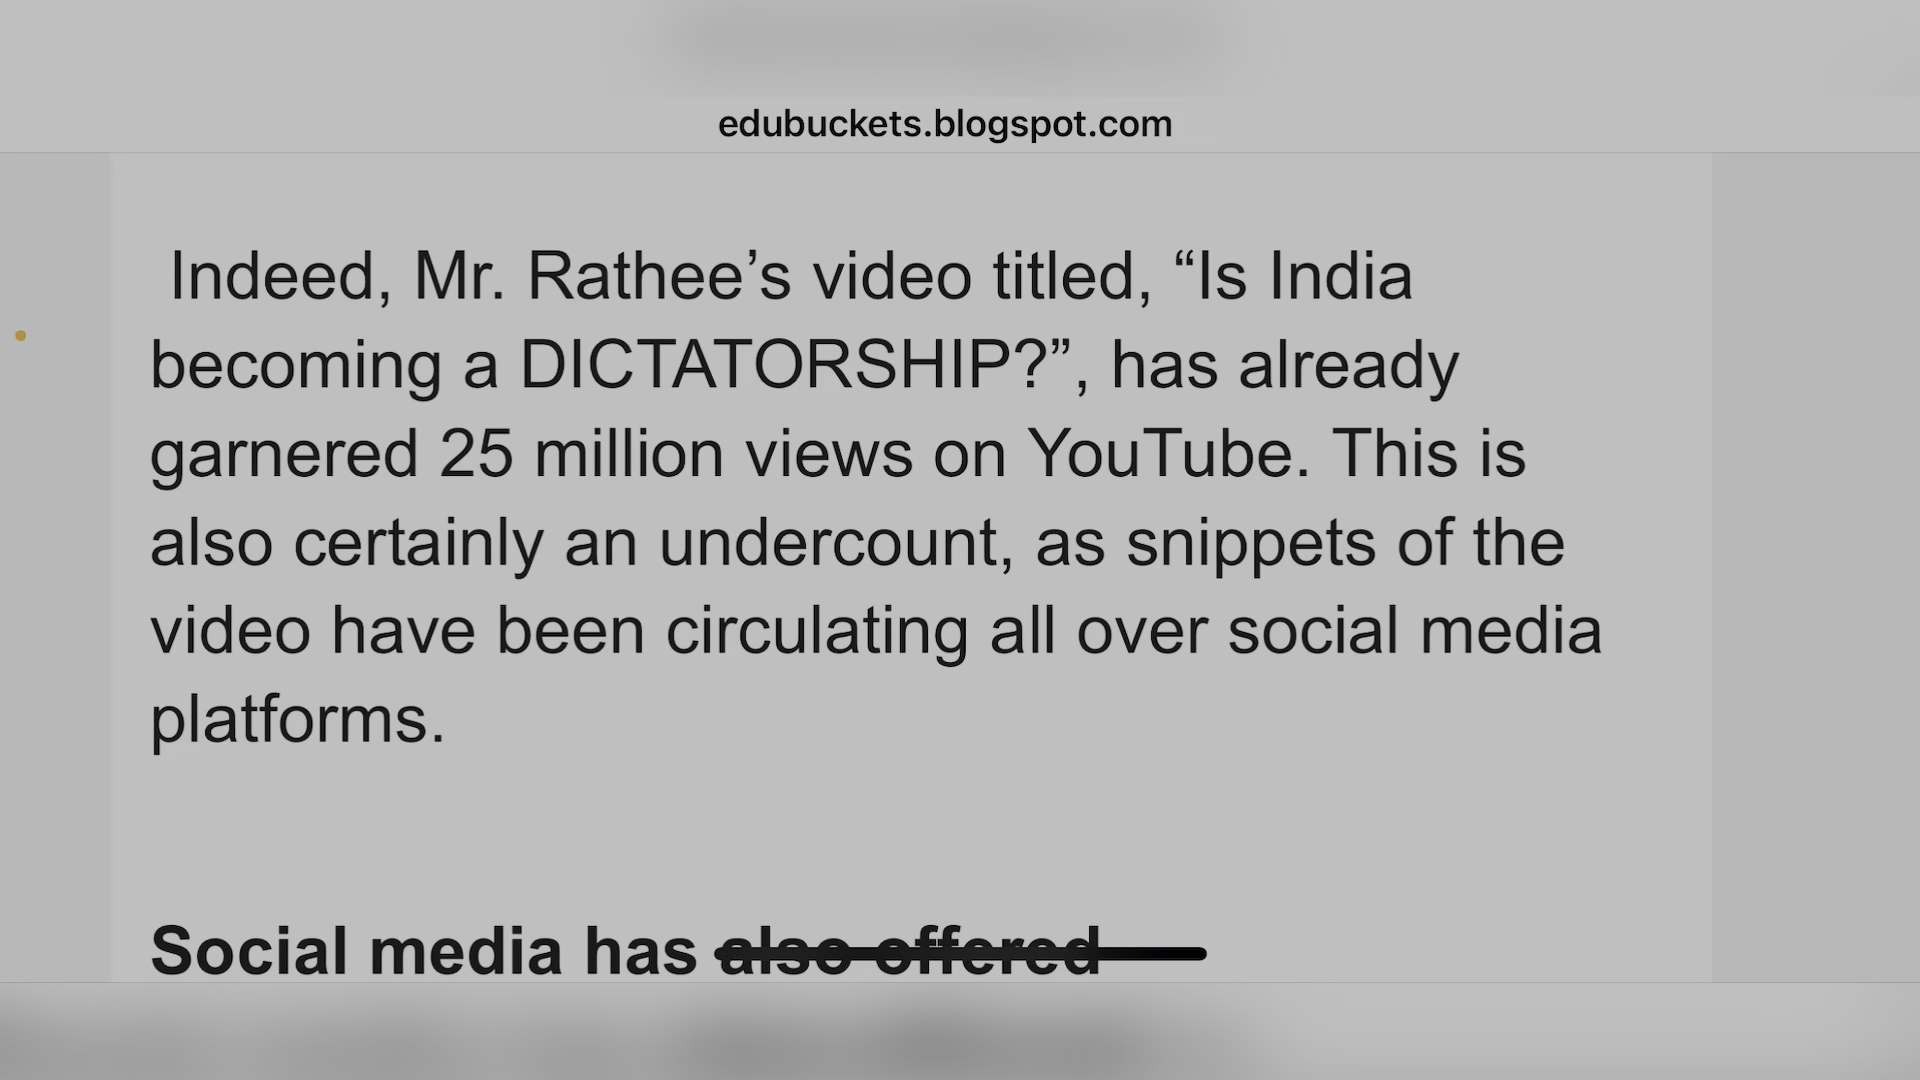 edubuckets.blogspot.com
Indeed, Mr. Rathee’s video titled, “Is India
becoming a DICTATORSHIP?”, has already
garnered 25 million views on YouTube. This is
also certainly an undercount, as snippets of the
video have been circulating all over social media
platforms.
Social media has also offered